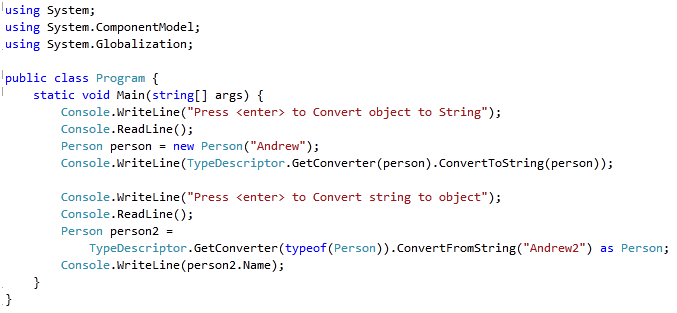 using System;
using System.ComponentModel;
using System.Globalization;

public class Program {
    static void Main(string[] args) {
        Console.WriteLine("Press <enter> to Convert object to String");
        Console.ReadLine();
        Person person = new Person("Andrew");
        Console.WriteLine(TypeDescriptor.GetConverter(person).ConvertToString(person));

        Console.WriteLine("Press <enter> to Convert string to object");
        Console.ReadLine();
        Person person2 =
            TypeDescriptor.GetConverter(typeof(Person)).ConvertFromString("Andrew2") as Person;
        Console.WriteLine(person2.Name);
    }
}